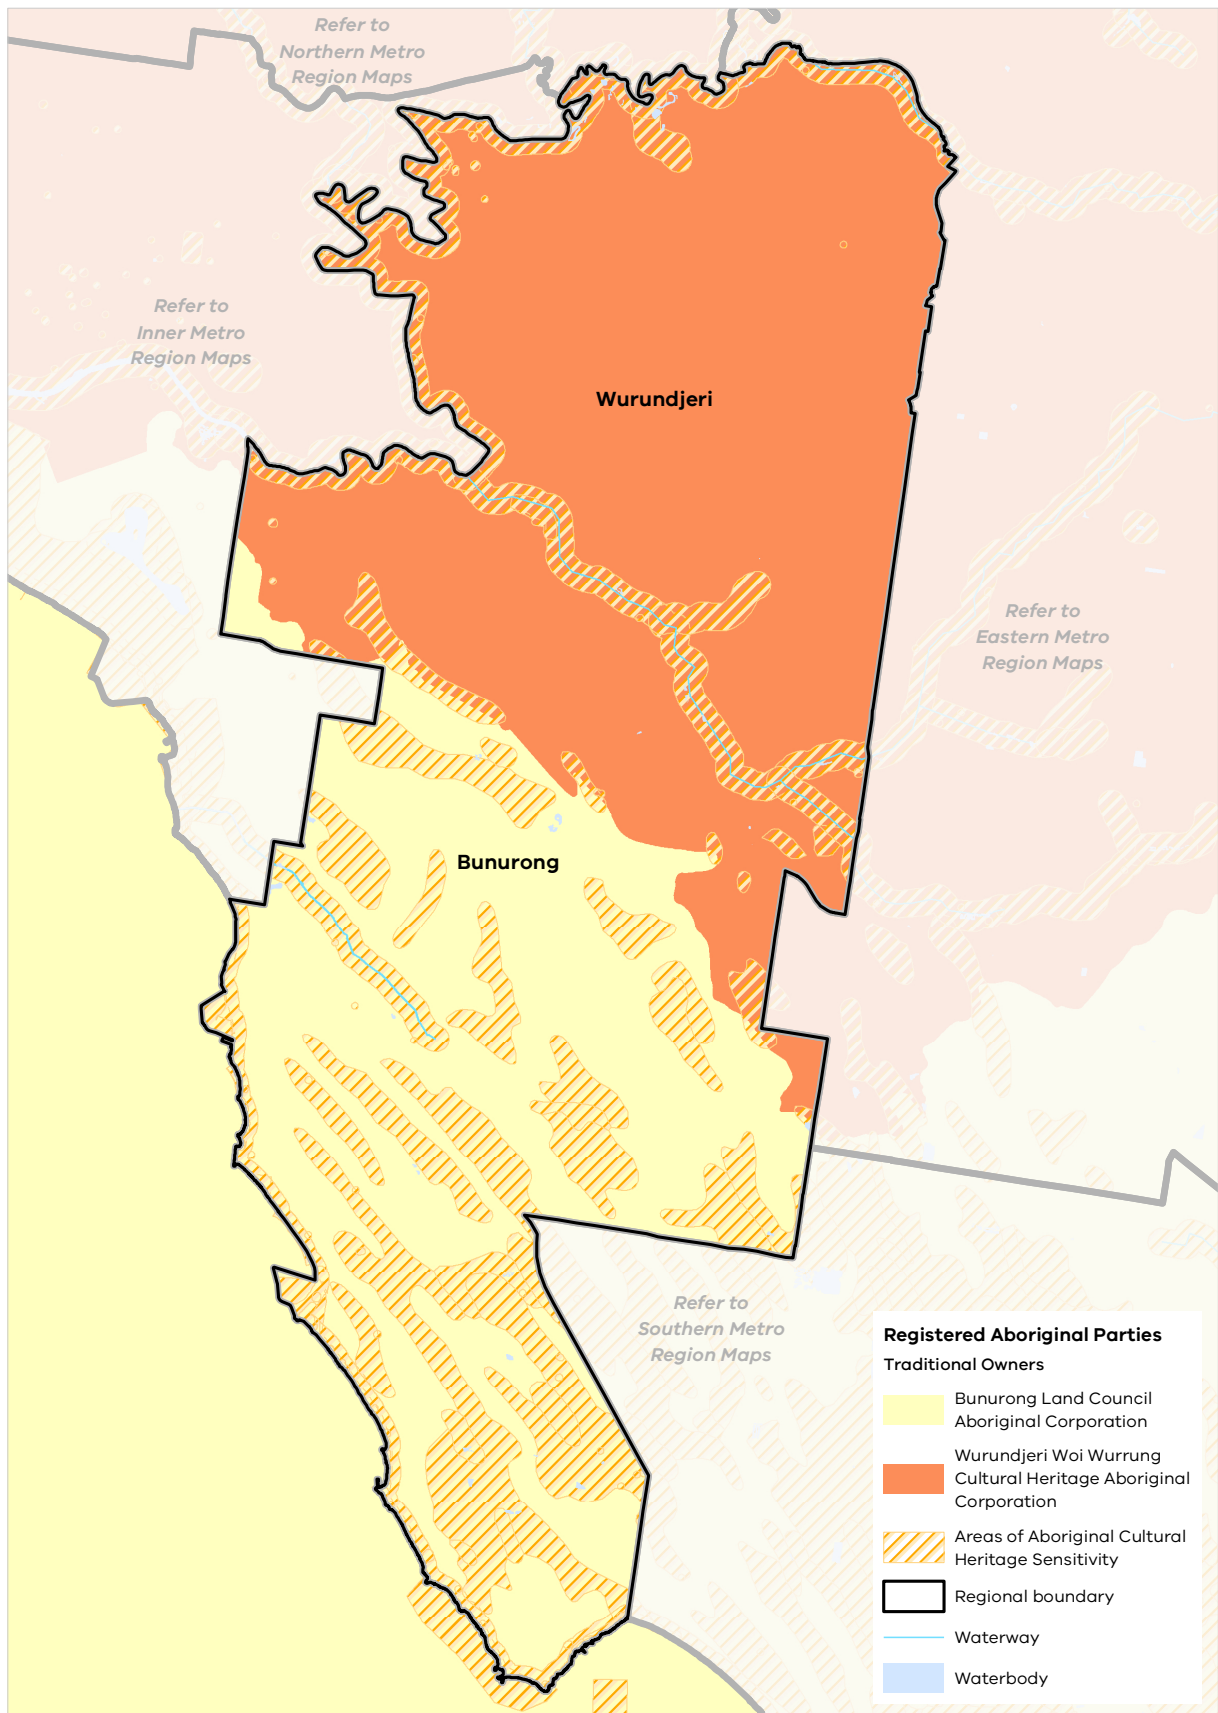 Refer to
Northern Metro
Region Maps
Refer to
Inner Metro
Region Maps
Wurundjeri
Refer to
Eastern Metro
Region Maps
Bunurong
Refer to
Southern Metro
Region Maps
Registered Aboriginal Parties
Traditional Owners
Bunurong Land Council
Aboriginal Corporation
Wurundjeri Woi Wurrung
Cultural Heritage Aboriginal
Corporation
Areas of Aboriginal Cultural
Heritage Sensitivity
Regional boundary
Waterway
Waterbody